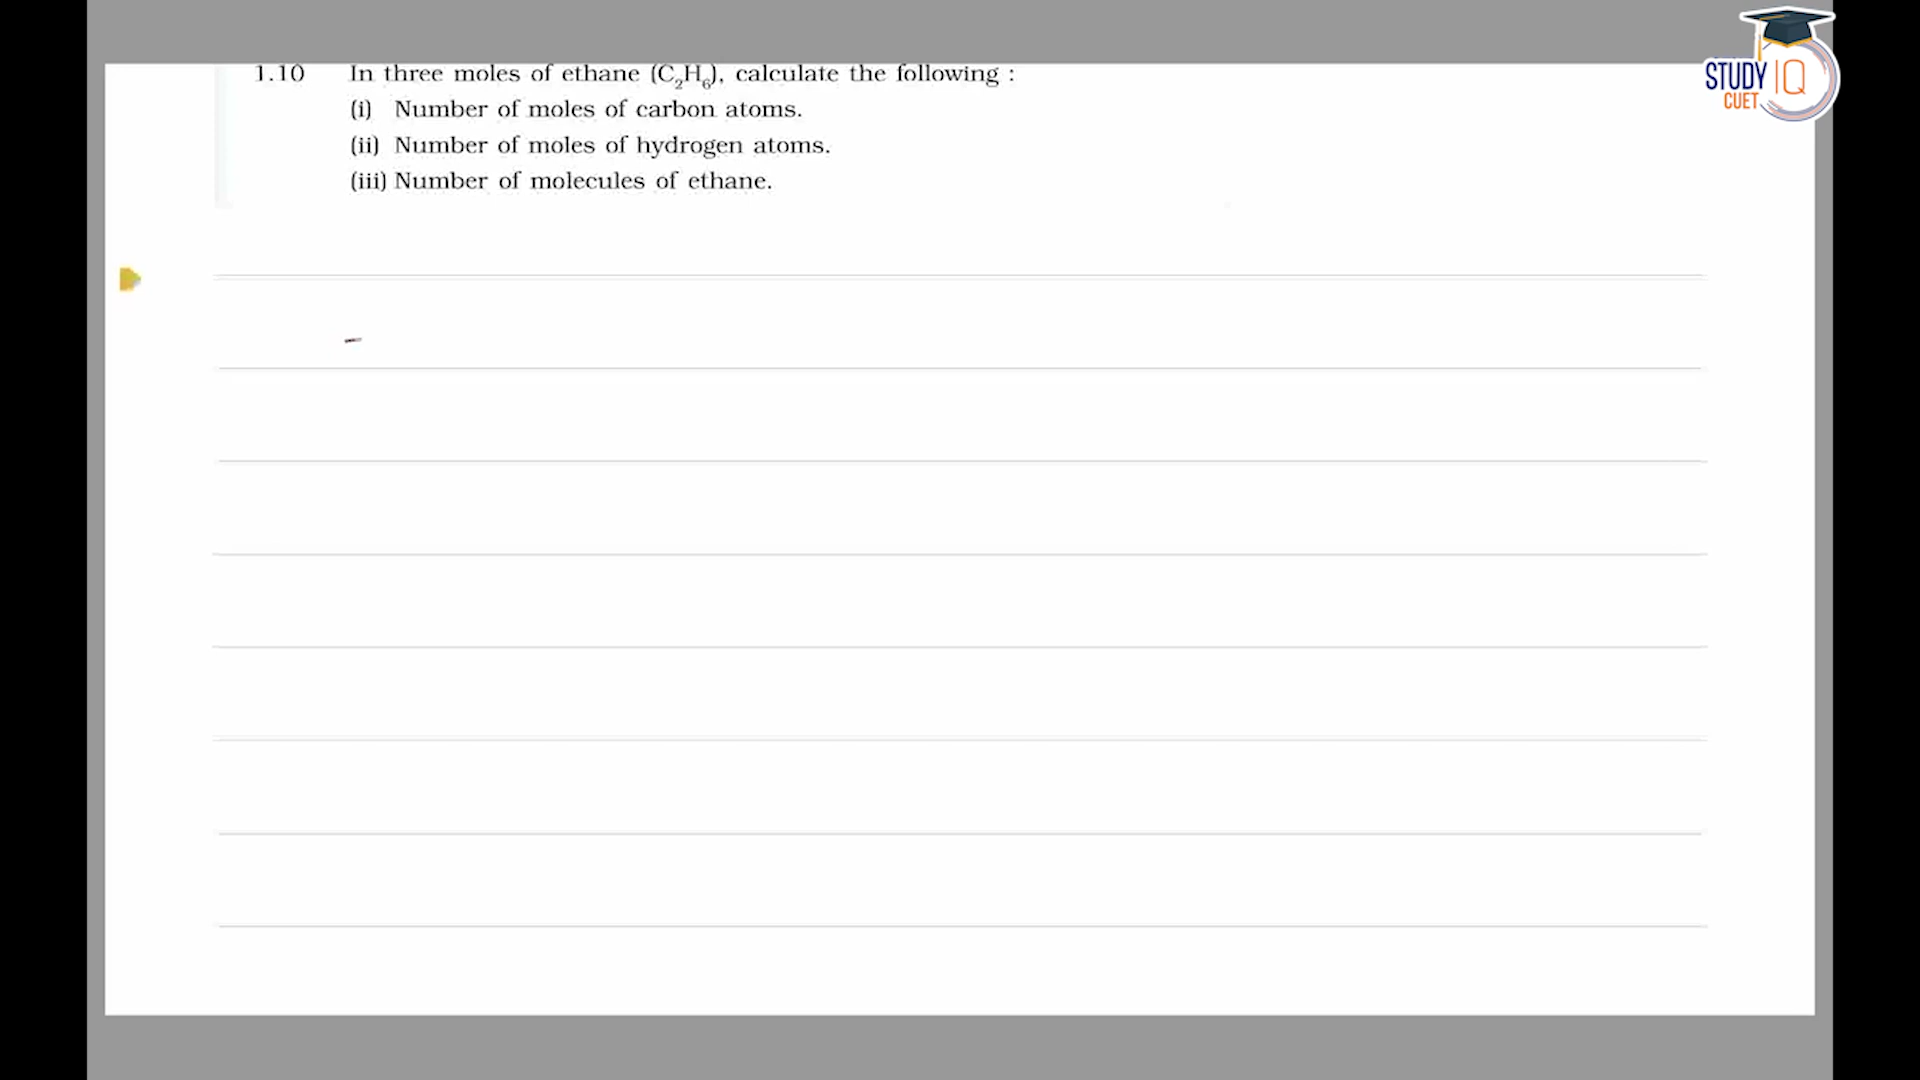 STUDY IQ
CUET
1.10 In three moles of ethane (C₂H₆), calculate the following :
(i) Number of moles of carbon atoms.
(ii) Number of moles of hydrogen atoms.
(iii) Number of molecules of ethane.